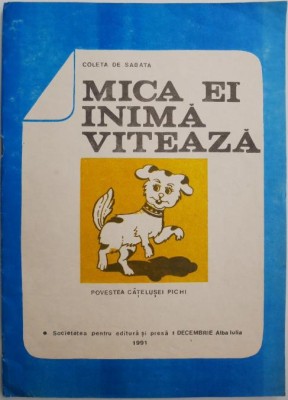 COLETA DE SABATA
MICA EI
INIMĂ
VITEAZĂ
POVESTEA CĂȚELUȘEI PICHI
• Societatea pentru editură și presă 1 DECEMBRIE Alba Iulia
1991